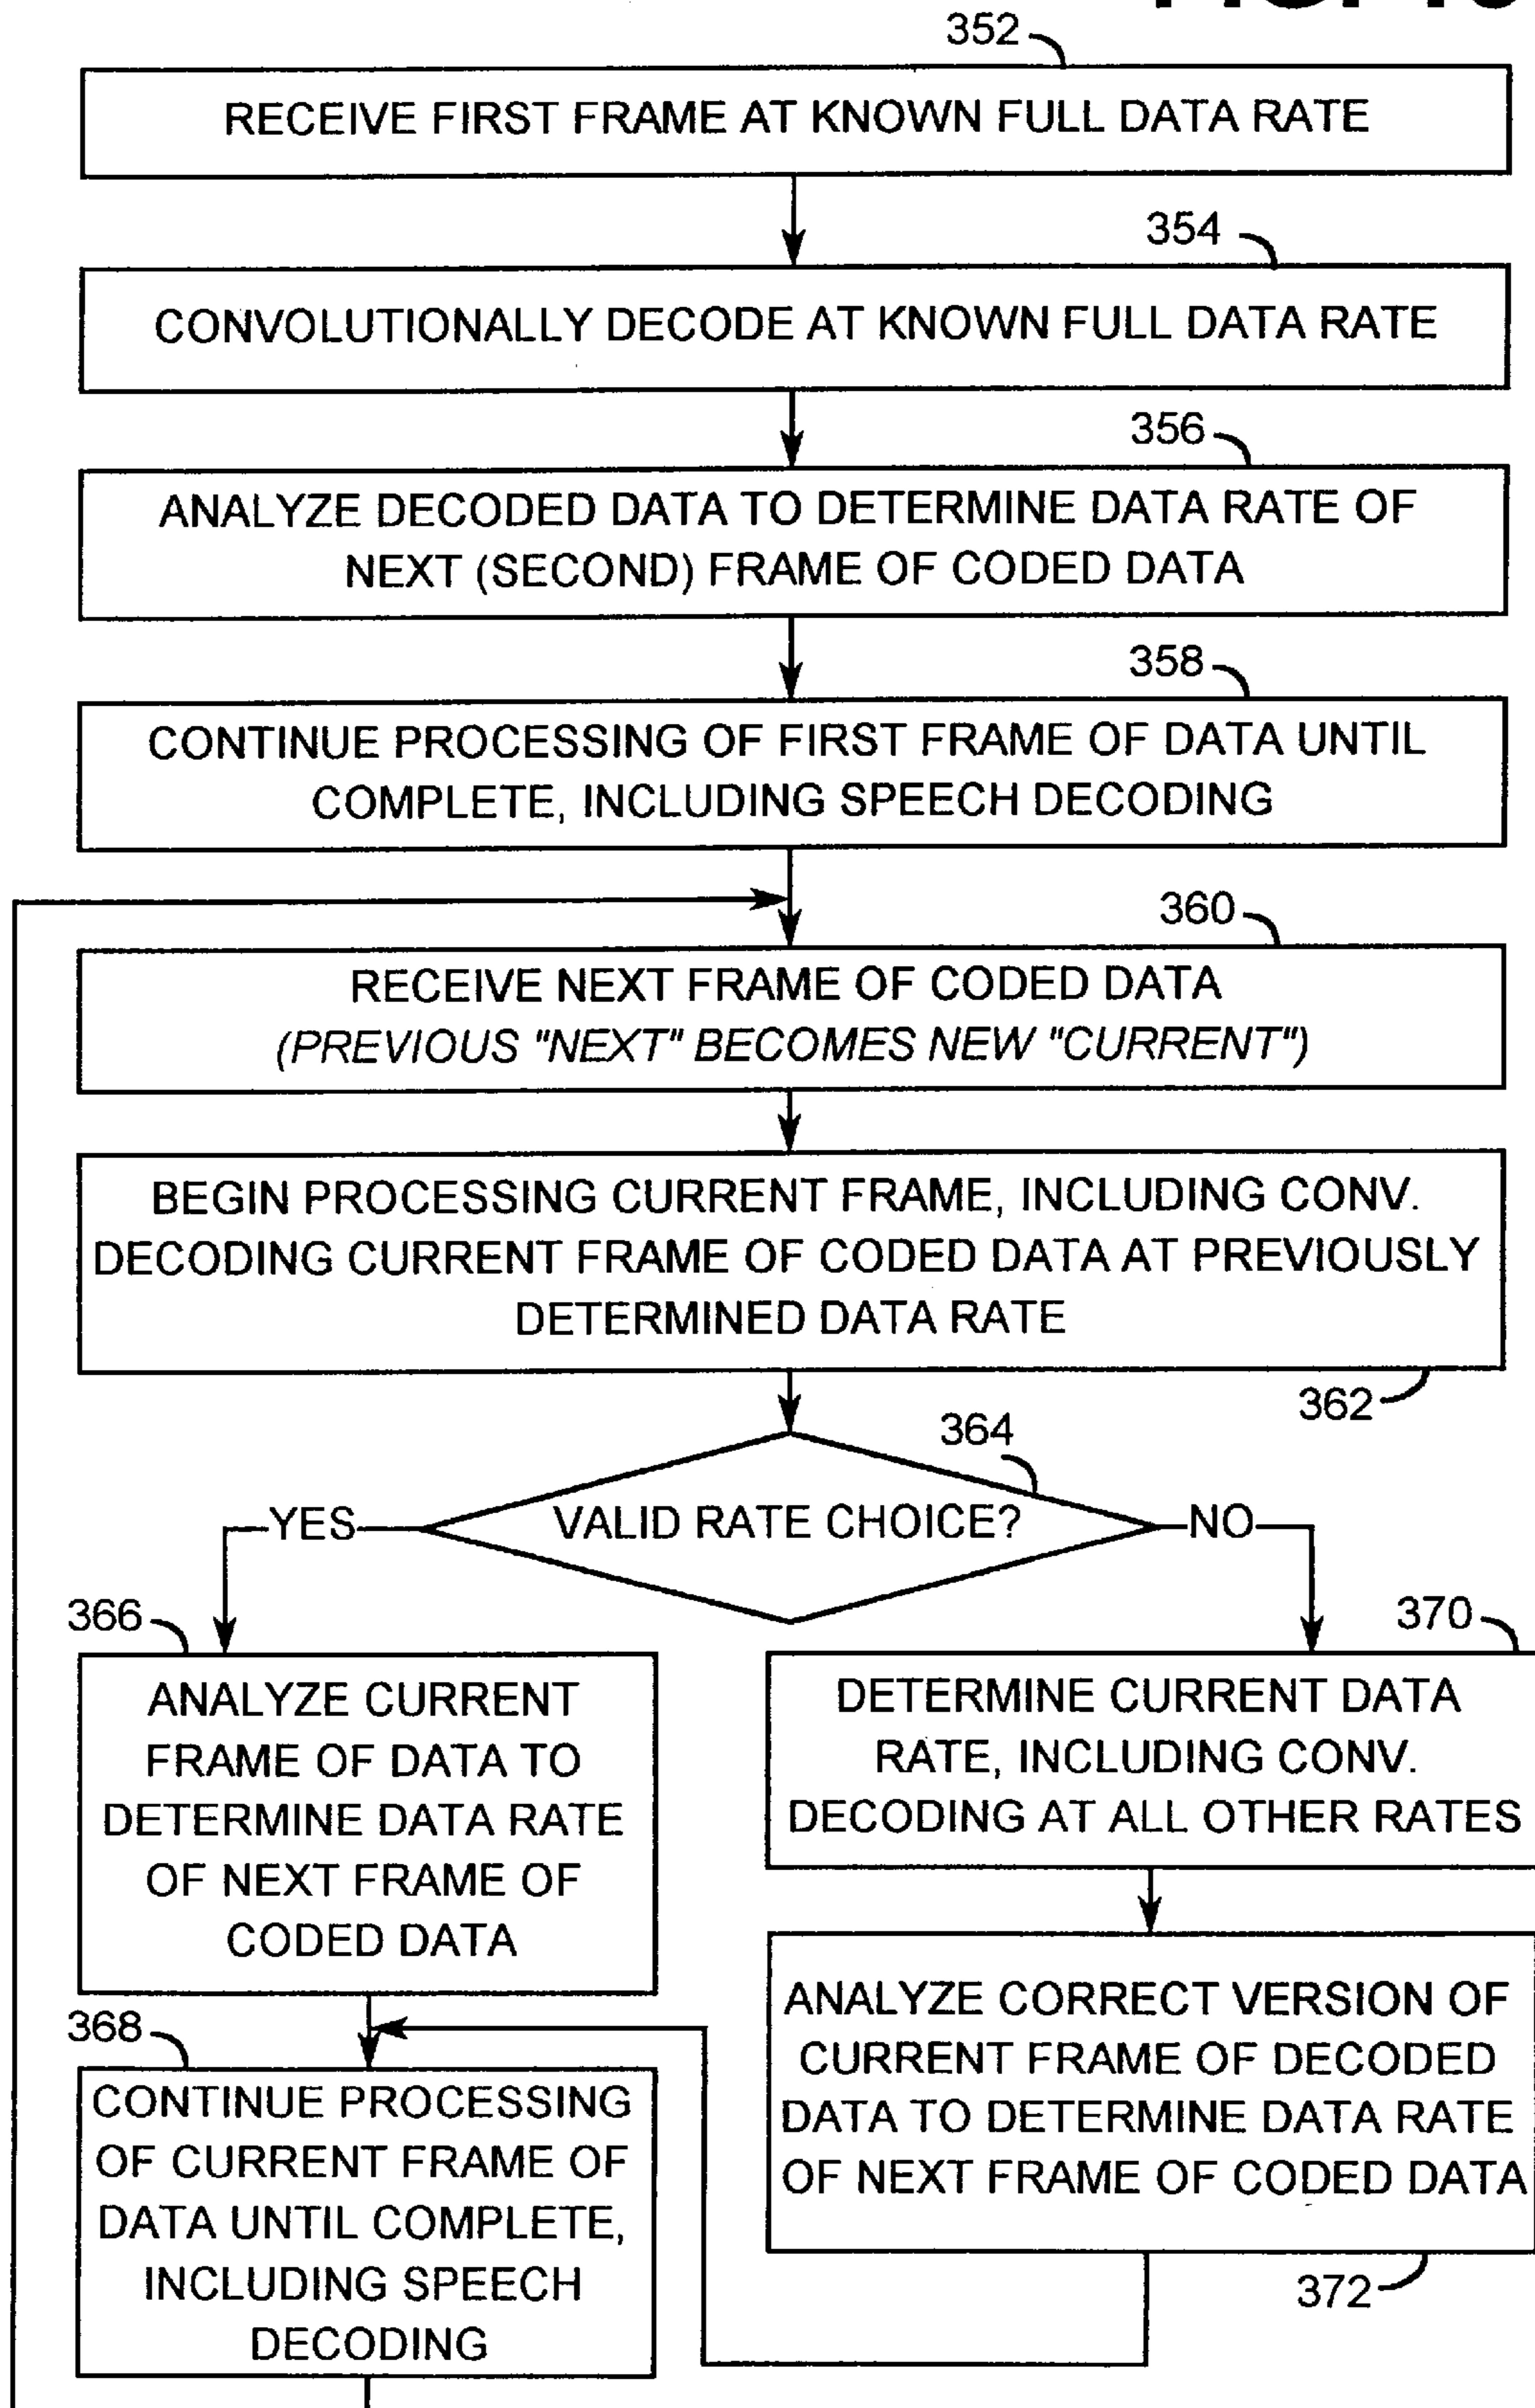 352
RECEIVE FIRST FRAME AT KNOWN FULL DATA RATE
354
CONVOLUTIONALLY DECODE AT KNOWN FULL DATA RATE
356
ANALYZE DECODED DATA TO DETERMINE DATA RATE OF
NEXT (SECOND) FRAME OF CODED DATA
358
CONTINUE PROCESSING OF FIRST FRAME OF DATA UNTIL
COMPLETE, INCLUDING SPEECH DECODING
360
RECEIVE NEXT FRAME OF CODED DATA
(PREVIOUS "NEXT" BECOMES NEW "CURRENT")
BEGIN PROCESSING CURRENT FRAME, INCLUDING CONV.
DECODING CURRENT FRAME OF CODED DATA AT PREVIOUSLY
DETERMINED DATA RATE
362
364
YES
VALID RATE CHOICE?
NO
366
ANALYZE CURRENT
FRAME OF DATA TO
DETERMINE DATA RATE
OF NEXT FRAME OF
CODED DATA
368
CONTINUE PROCESSING
OF CURRENT FRAME OF
DATA UNTIL COMPLETE,
INCLUDING SPEECH
DECODING
370
DETERMINE CURRENT DATA
RATE, INCLUDING CONV.
DECODING AT ALL OTHER RATES
ANALYZE CORRECT VERSION OF
CURRENT FRAME OF DECODED
DATA TO DETERMINE DATA RATE
OF NEXT FRAME OF CODED DATA
372